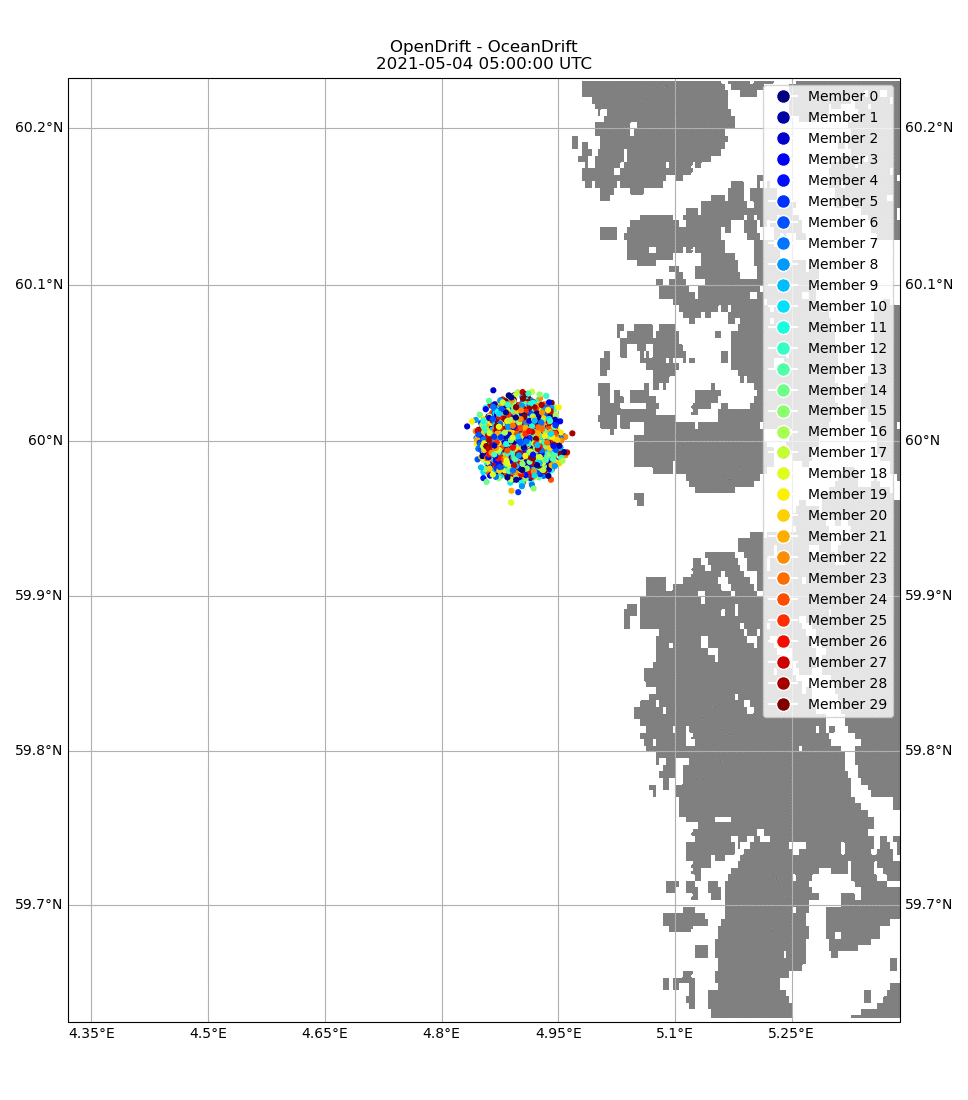 OpenDrift - OceanDrift
2021-05-04 05:00:00 UTC
60.2°N
60.1°N
60°N
59.9°N
59.8°N
59.7°N
60.2°N
60.1°N
60°N
59.9°N
59.8°N
59.7°N
4.35°E
4.5°E
4.65°E
4.8°E
4.95°E
5.1°E
5.25°E
Member 0
Member 1
Member 2
Member 3
Member 4
Member 5
Member 6
Member 7
Member 8
Member 9
Member 10
Member 11
Member 12
Member 13
Member 14
Member 15
Member 16
Member 17
Member 18
Member 19
Member 20
Member 21
Member 22
Member 23
Member 24
Member 25
Member 26
Member 27
Member 28
Member 29